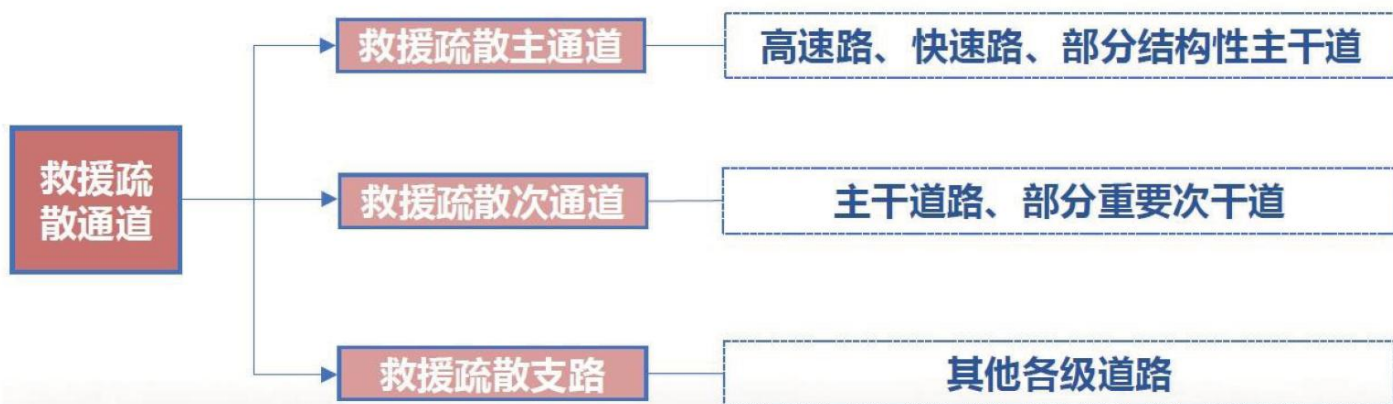 救援疏散主通道
高速路、快速路、部分结构性主干道
救援疏
散通道
救援疏散次通道
主干道路、部分重要次干道
救援疏散支路
其他各级道路